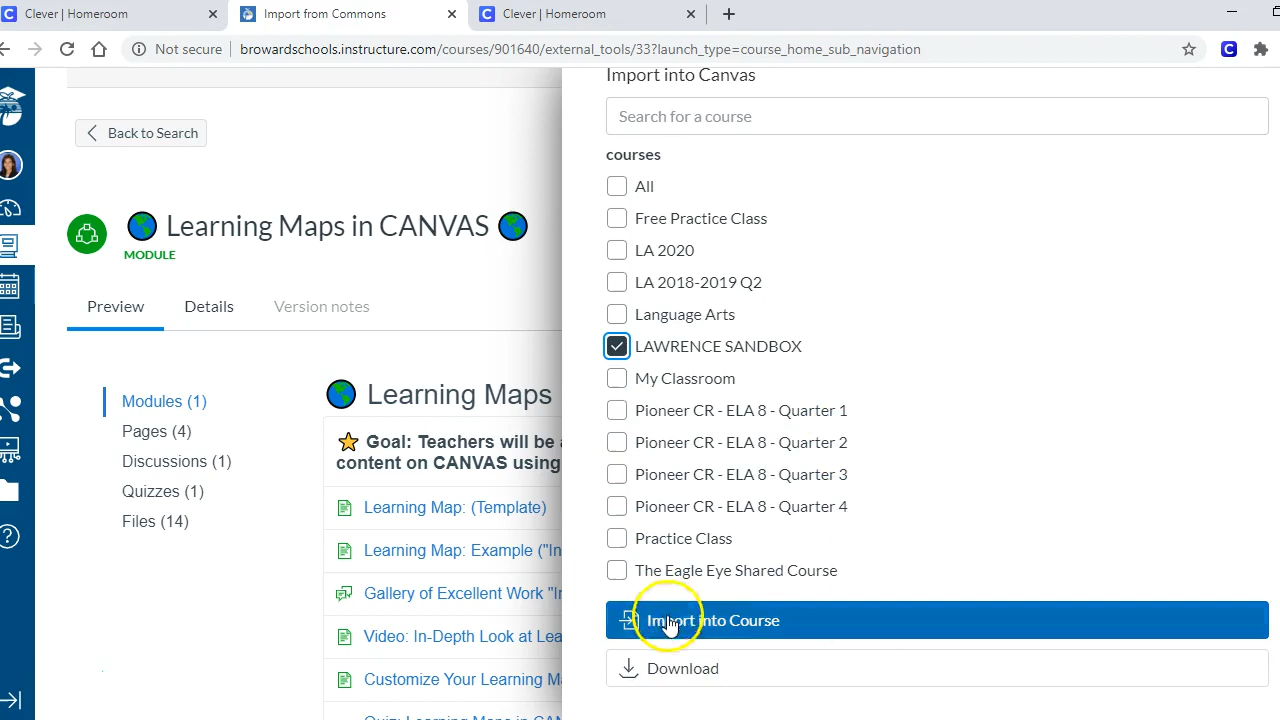 Clever | Homeroom
Import from Commons
Clever | Homeroom
Not secure
browardschools.instructure.com/courses/901640/external_tools/33?launch_type=course_home_sub_navigation
Back to Search
Learning Maps in CANVAS
MODULE
Preview
Details
Version notes
Modules (1)
Pages (4)
Discussions (1)
Quizzes (1)
Files (14)
Learning Maps
Goal: Teachers will be
content on CANVAS using
Learning Map: (Template)
Learning Map: Example ("In
Gallery of Excellent Work "In
Video: In-Depth Look at Lea
Customize Your Learning M
Quiz: Learning Maps in CAN
Import into Canvas
Search for a course
courses
All
Free Practice Class
LA 2020
LA 2018-2019 Q2
Language Arts
LAWRENCE SANDBOX
My Classroom
Pioneer CR - ELA 8 - Quarter 1
Pioneer CR - ELA 8 - Quarter 2
Pioneer CR - ELA 8 - Quarter 3
Pioneer CR - ELA 8 - Quarter 4
Practice Class
The Eagle Eye Shared Course
Import into Course
Download